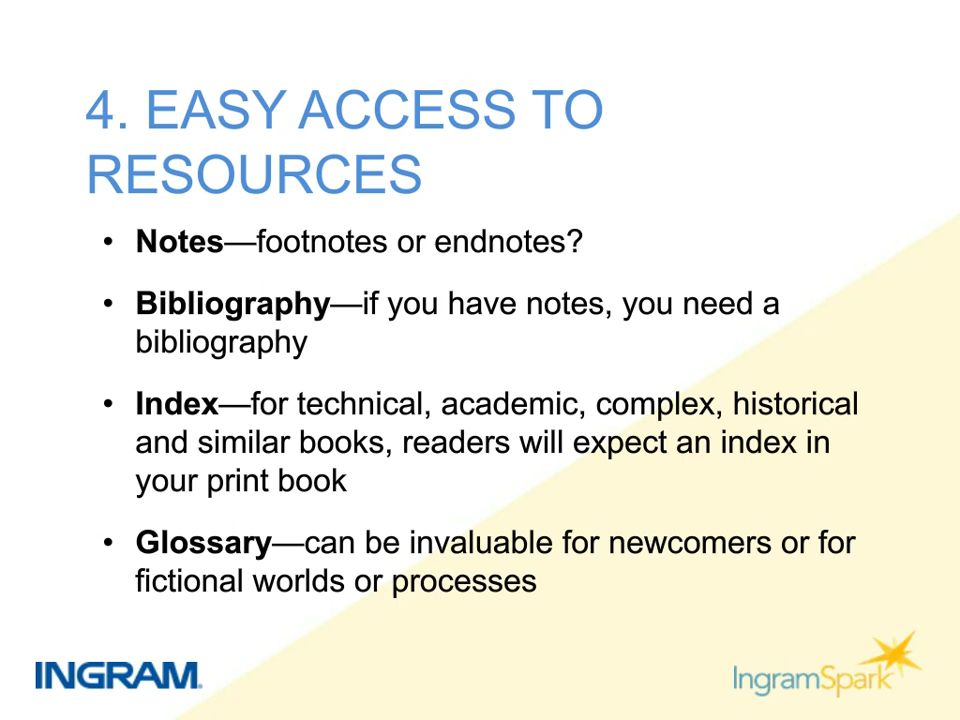 4. EASY ACCESS TO
RESOURCES
• Notes—footnotes or endnotes?
• Bibliography—if you have notes, you need a
bibliography
• Index—for technical, academic, complex, historical
and similar books, readers will expect an index in
your print book
• Glossary—can be invaluable for newcomers or for
fictional worlds or processes
INGRAM
IngramSpark